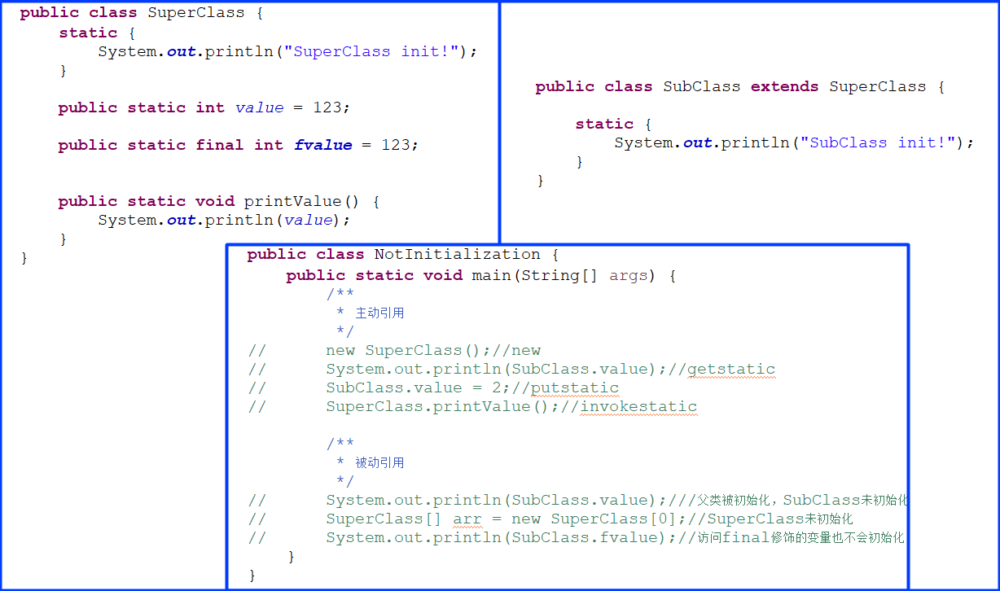 public class SuperClass {
    static {
        System.out.println("SuperClass init!");
    }
    public static int value = 123;
    public static final int fvalue = 123;
    public static void printValue() {
        System.out.println(value);
    }
}
public class SubClass extends SuperClass {
    static {
        System.out.println("SubClass init!");
    }
}
public class NotInitialization {
    public static void main(String[] args) {
        /**
         * 主动引用
         */
//      new SuperClass();//new
//      System.out.println(SubClass.value);//getstatic
//      SubClass.value = 2;//putstatic
//      SuperClass.printValue();//invokestatic
        /**
         * 被动引用
         */
//      System.out.println(SubClass.value);///父类被初始化，SubClass未初始化
//      SuperClass[] arr = new SuperClass[0];//SuperClass未初始化
//      System.out.println(SubClass.fvalue);//访问final修饰的变量也不会初始化
    }
}